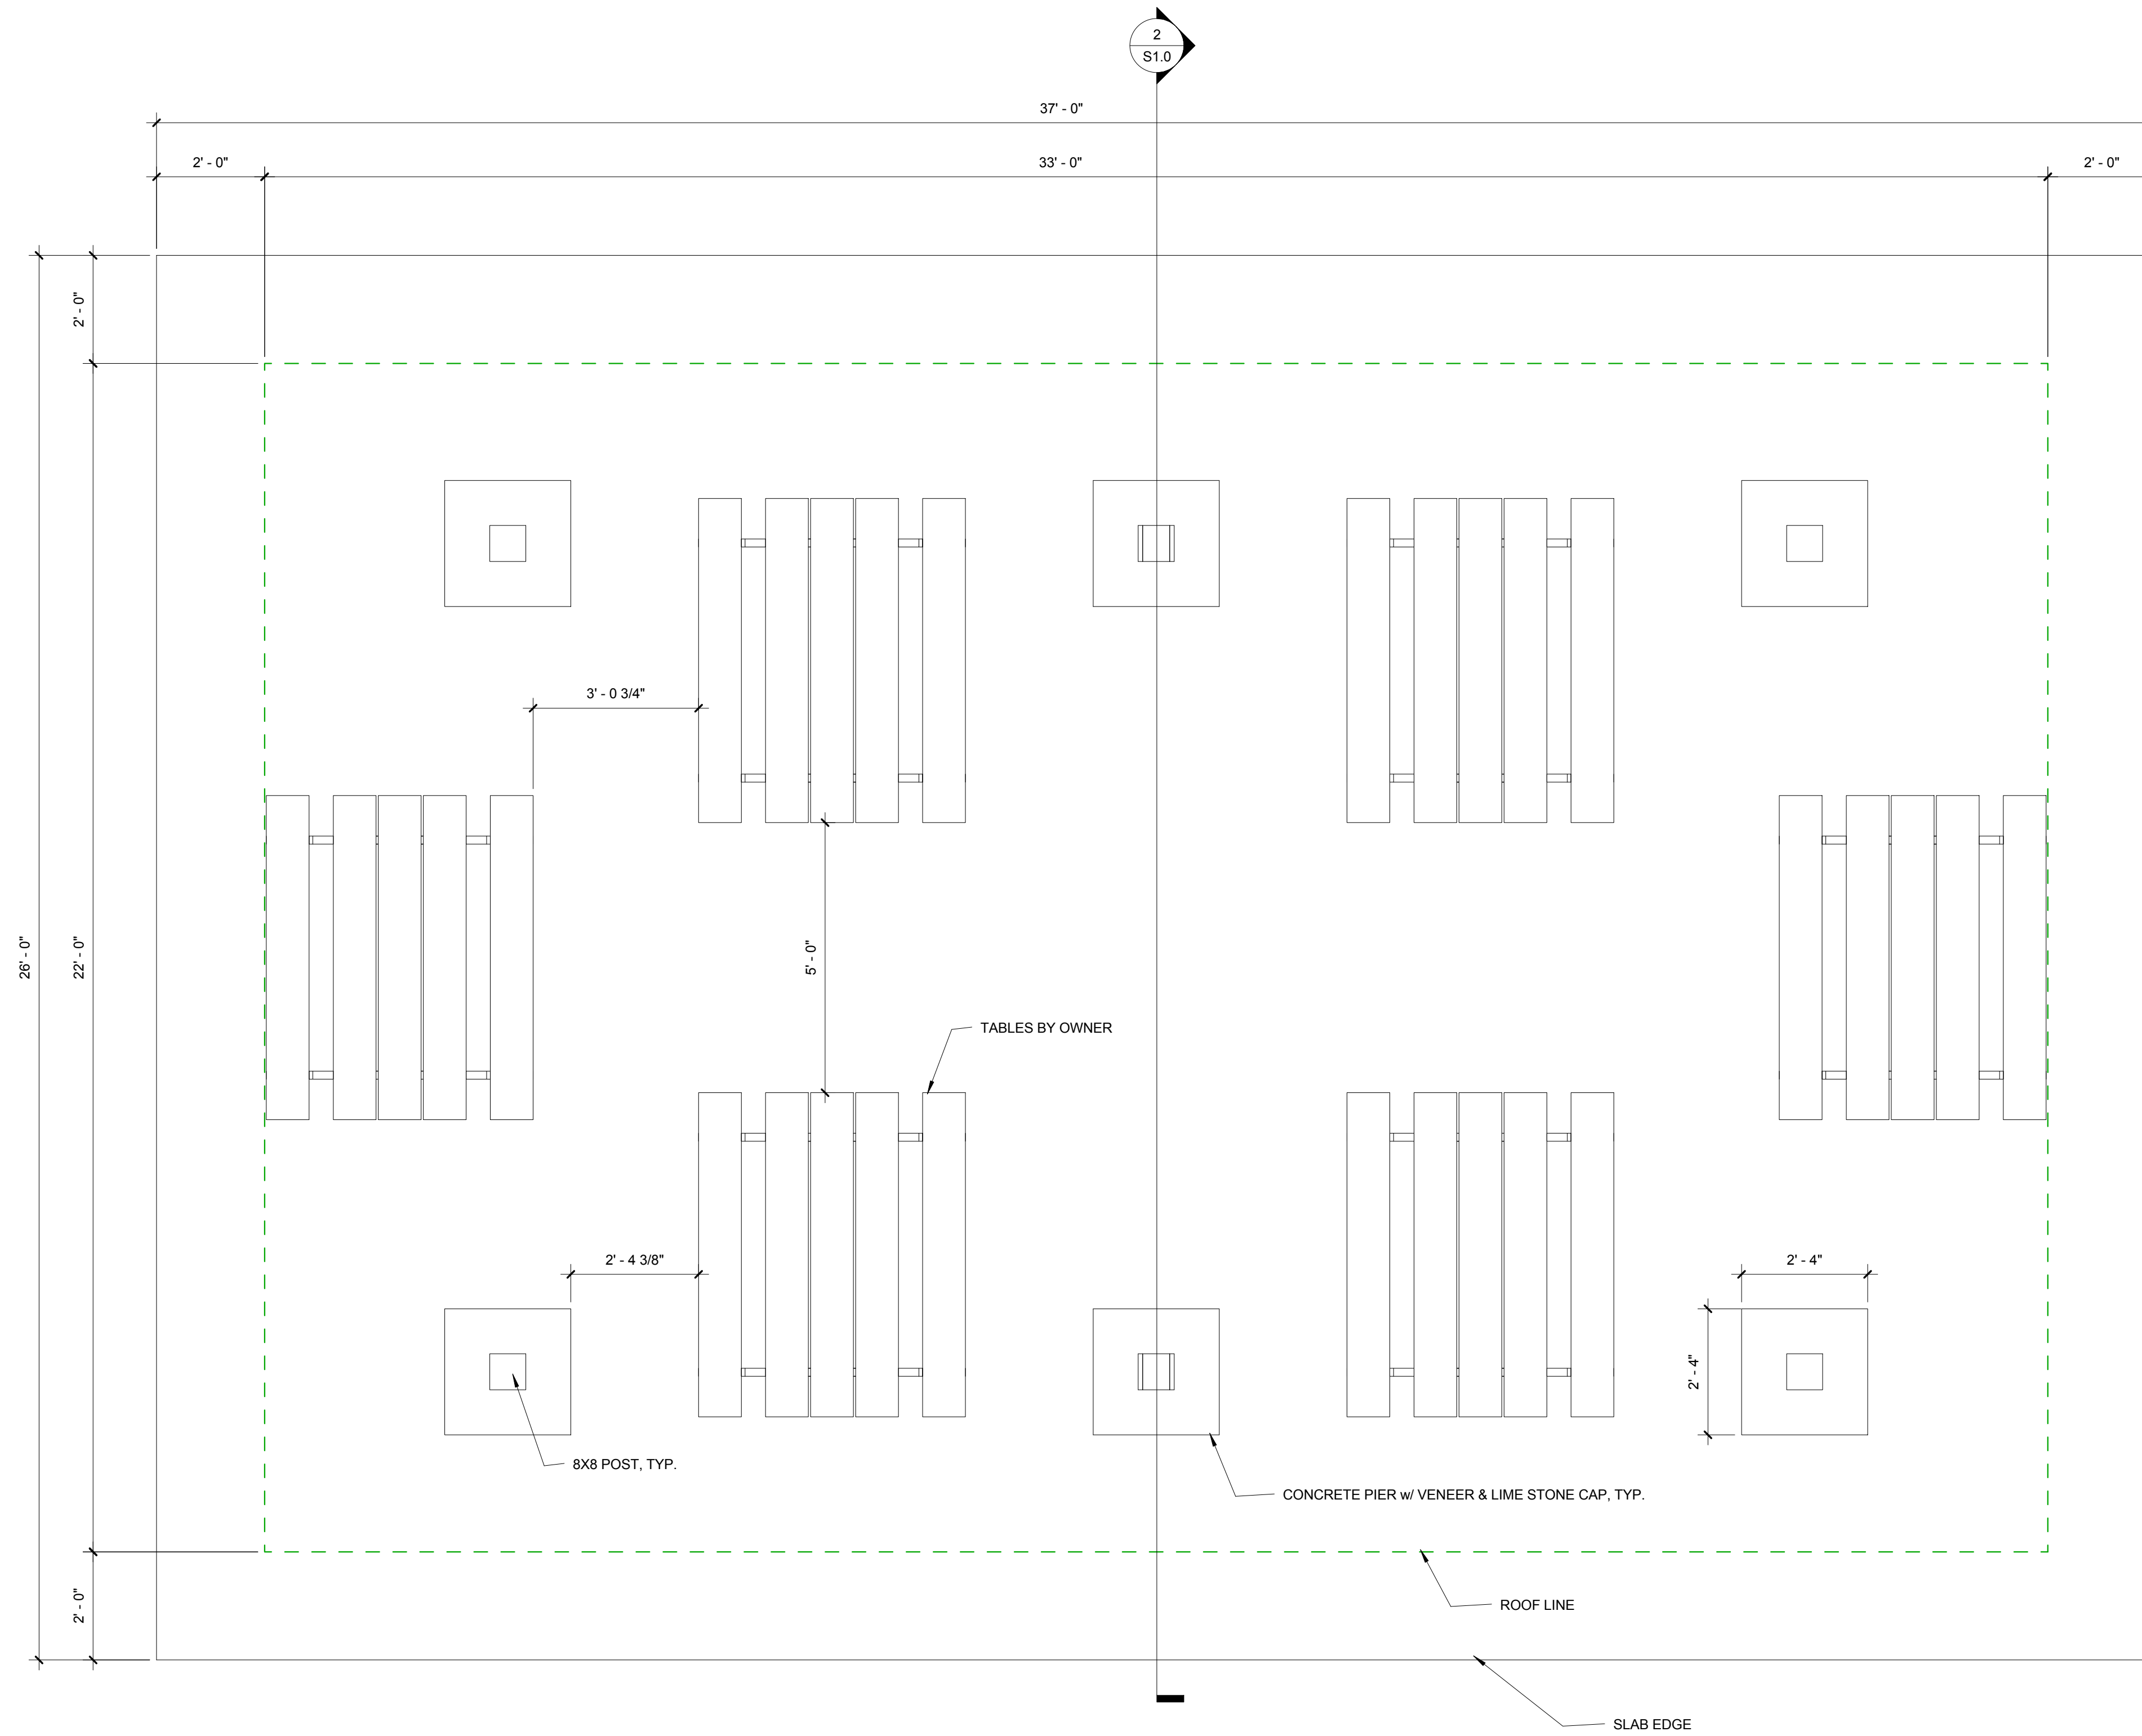 2
S1.0
37' - 0"
2' - 0"
33' - 0"
2' - 0"
2' - 0"
3' - 0 3/4"
26' - 0"
22' - 0"
5' - 0"
TABLES BY OWNER
2' - 4 3/8"
2' - 4"
2' - 4"
8X8 POST, TYP.
CONCRETE PIER w/ VENEER & LIME STONE CAP, TYP.
2' - 0"
ROOF LINE
SLAB EDGE